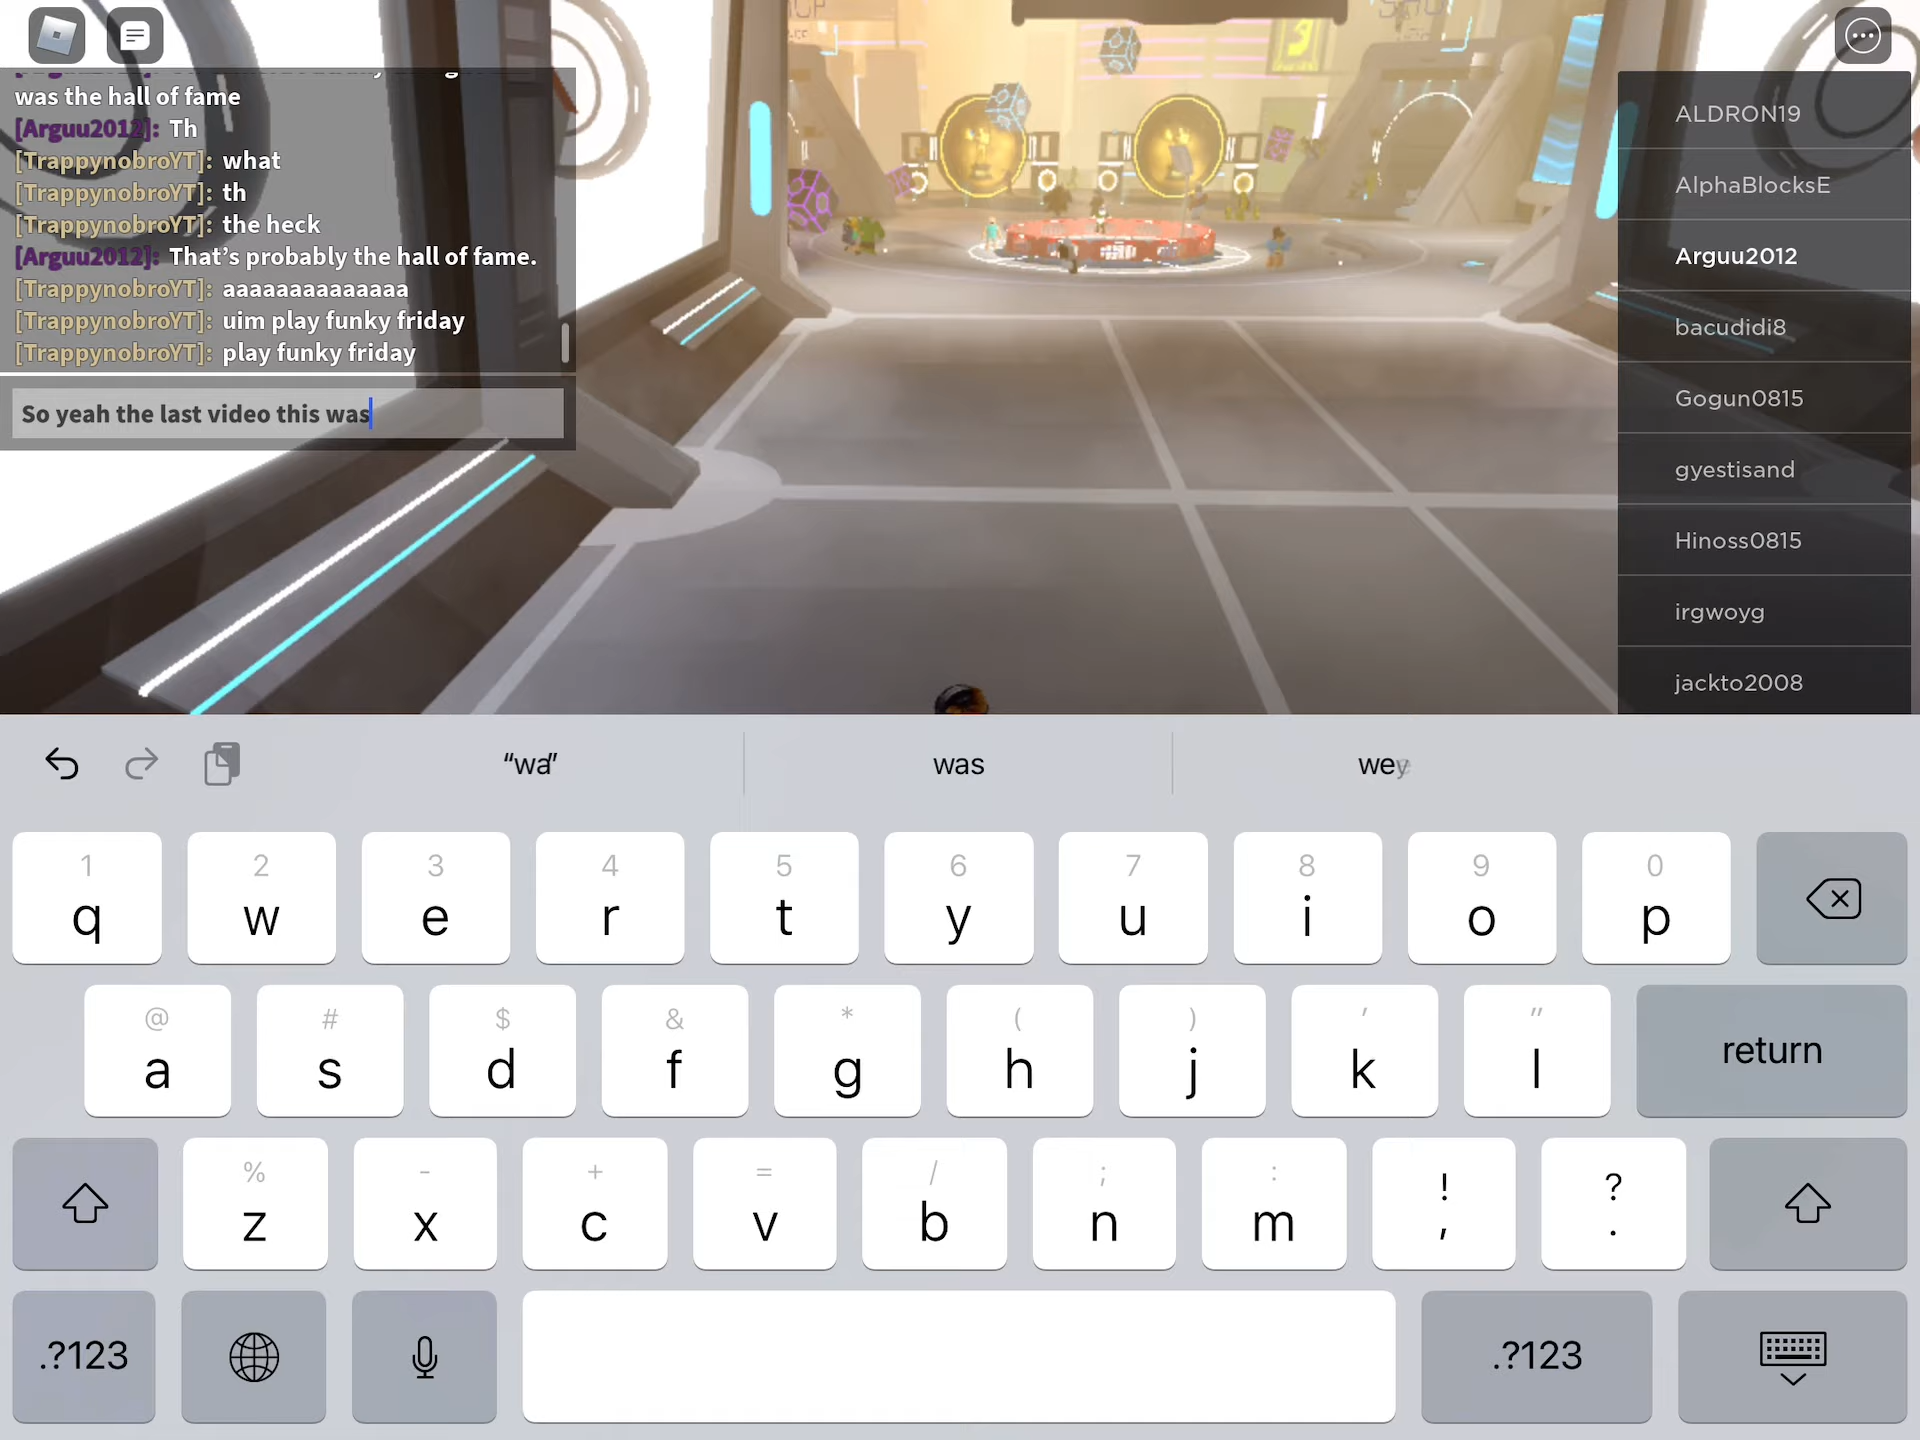 was the hall of fame
[Arguu2012]: Th
[TrappynobroYT]: what
[TrappynobroYT]: th
[TrappynobroYT]: the heck
[Arguu2012]: That’s probably the hall of fame.
[TrappynobroYT]: aaaaaaaaaaaaaa
[TrappynobroYT]: uim play funky friday
[TrappynobroYT]: play funky friday
So yeah the last video this was
ALDRON19
AlphaBlocksE
Arguu2012
bacudidi8
Gogun0815
gyestisand
Hinoss0815
irgwoyg
jackto2008
“wa” was
1 2 3 4 5 6 7 8 9 0
q w e r t y u i o p
@ # $ & * ( ) ' "
a s d f g h j k l return
% - + = / ; : ! ?
z x c v b n m , .
.?123 .?123